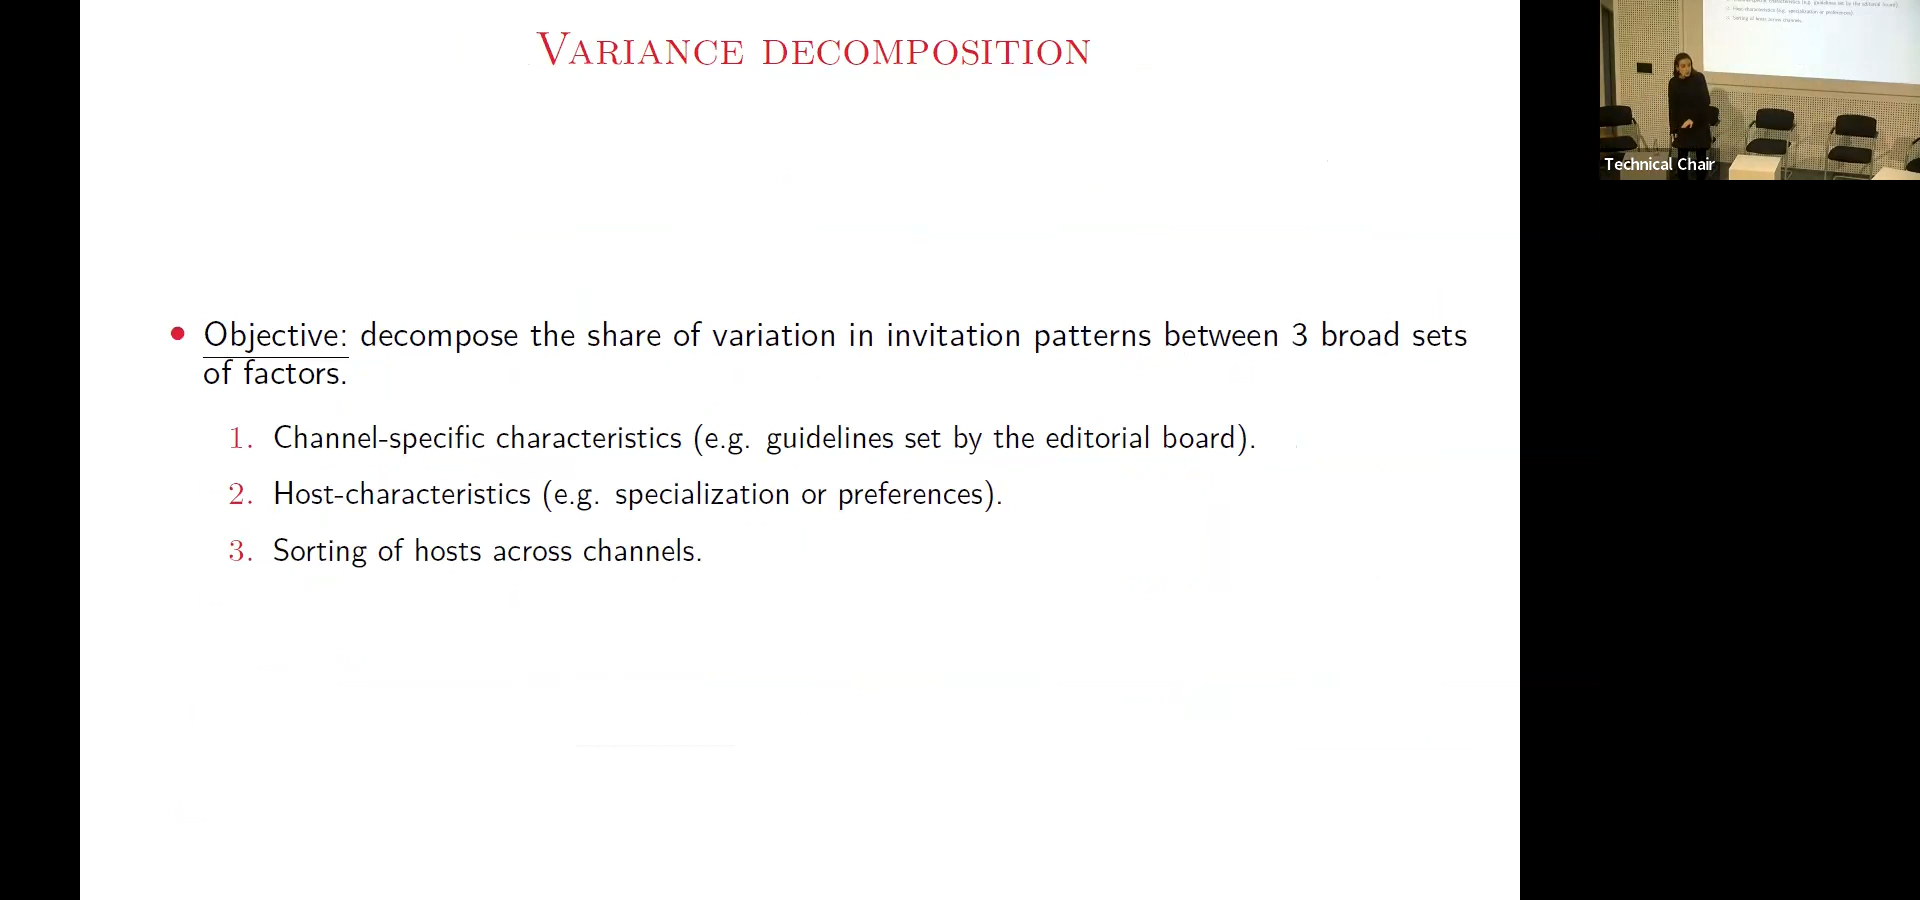 VARIANCE DECOMPOSITION
• Objective: decompose the share of variation in invitation patterns between 3 broad sets
of factors.
1. Channel-specific characteristics (e.g. guidelines set by the editorial board).
2. Host-characteristics (e.g. specialization or preferences).
3. Sorting of hosts across channels.
Technical Chair